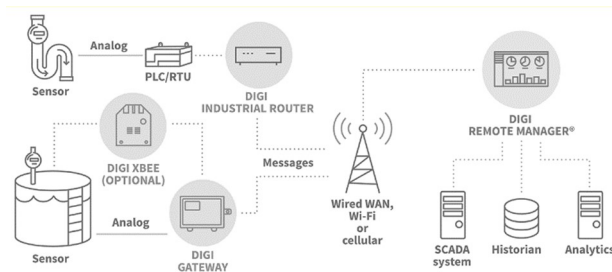 Analog
Sensor
PLC/RTU
DIGI
INDUSTRIAL ROUTER
DIGI
REMOTE MANAGER®
DIGI XBEE
(OPTIONAL)
Messages
Wired WAN,
Wi-Fi
or
cellular
Analog
Sensor
DIGI
GATEWAY
SCADA
system
Historian
Analytics